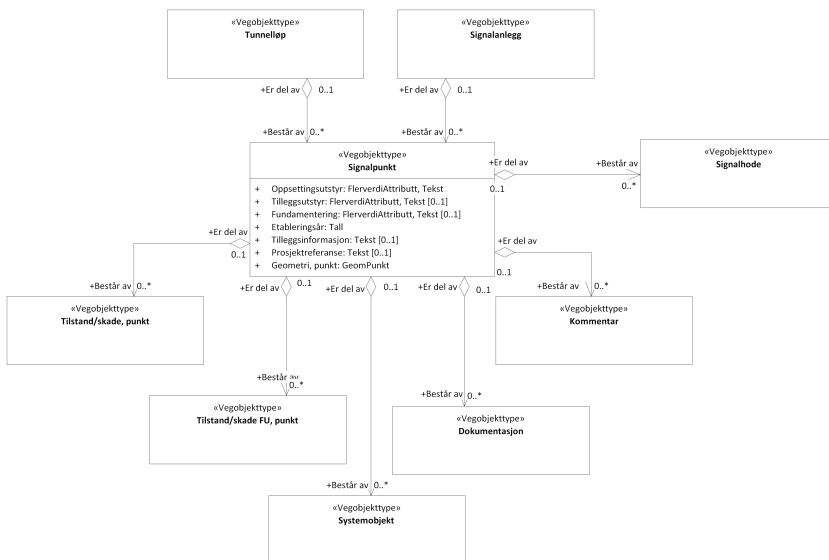 «Vegobjekttype»
Tunnelløp
«Vegobjekttype»
Signalanlegg
+Er del av
0..1
+Er del av
0..1
+Består av
0..*
+Består av
0..*
«Vegobjekttype»
Signalpunkt
+ Oppsettingsutstyr: FlerverdiAttributt, Tekst
+ Tilleggsutstyr: FlerverdiAttributt, Tekst [0..1]
+ Fundamentering: FlerverdiAttributt, Tekst [0..1]
+ Etableringsår: Tall
+ Tilleggsinformasjon: Tekst [0..1]
+ Prosjektreferanse: Tekst [0..1]
+ Geometri, punkt: GeomPunkt
+Er del av
0..1
+Består av
0..*
«Vegobjekttype»
Signalhode
+Er del av
0..1
+Består av
0..*
«Vegobjekttype»
Tilstand/skade, punkt
+Er del av
0..1
+Består av
0..*
«Vegobjekttype»
Kommentar
+Er del av
0..1
+Består av
0..*
«Vegobjekttype»
Tilstand/skade FU, punkt
+Er del av
0..1
+Består av
0..*
«Vegobjekttype»
Systemobjekt
+Er del av
0..1
+Består av
0..*
«Vegobjekttype»
Dokumentasjon